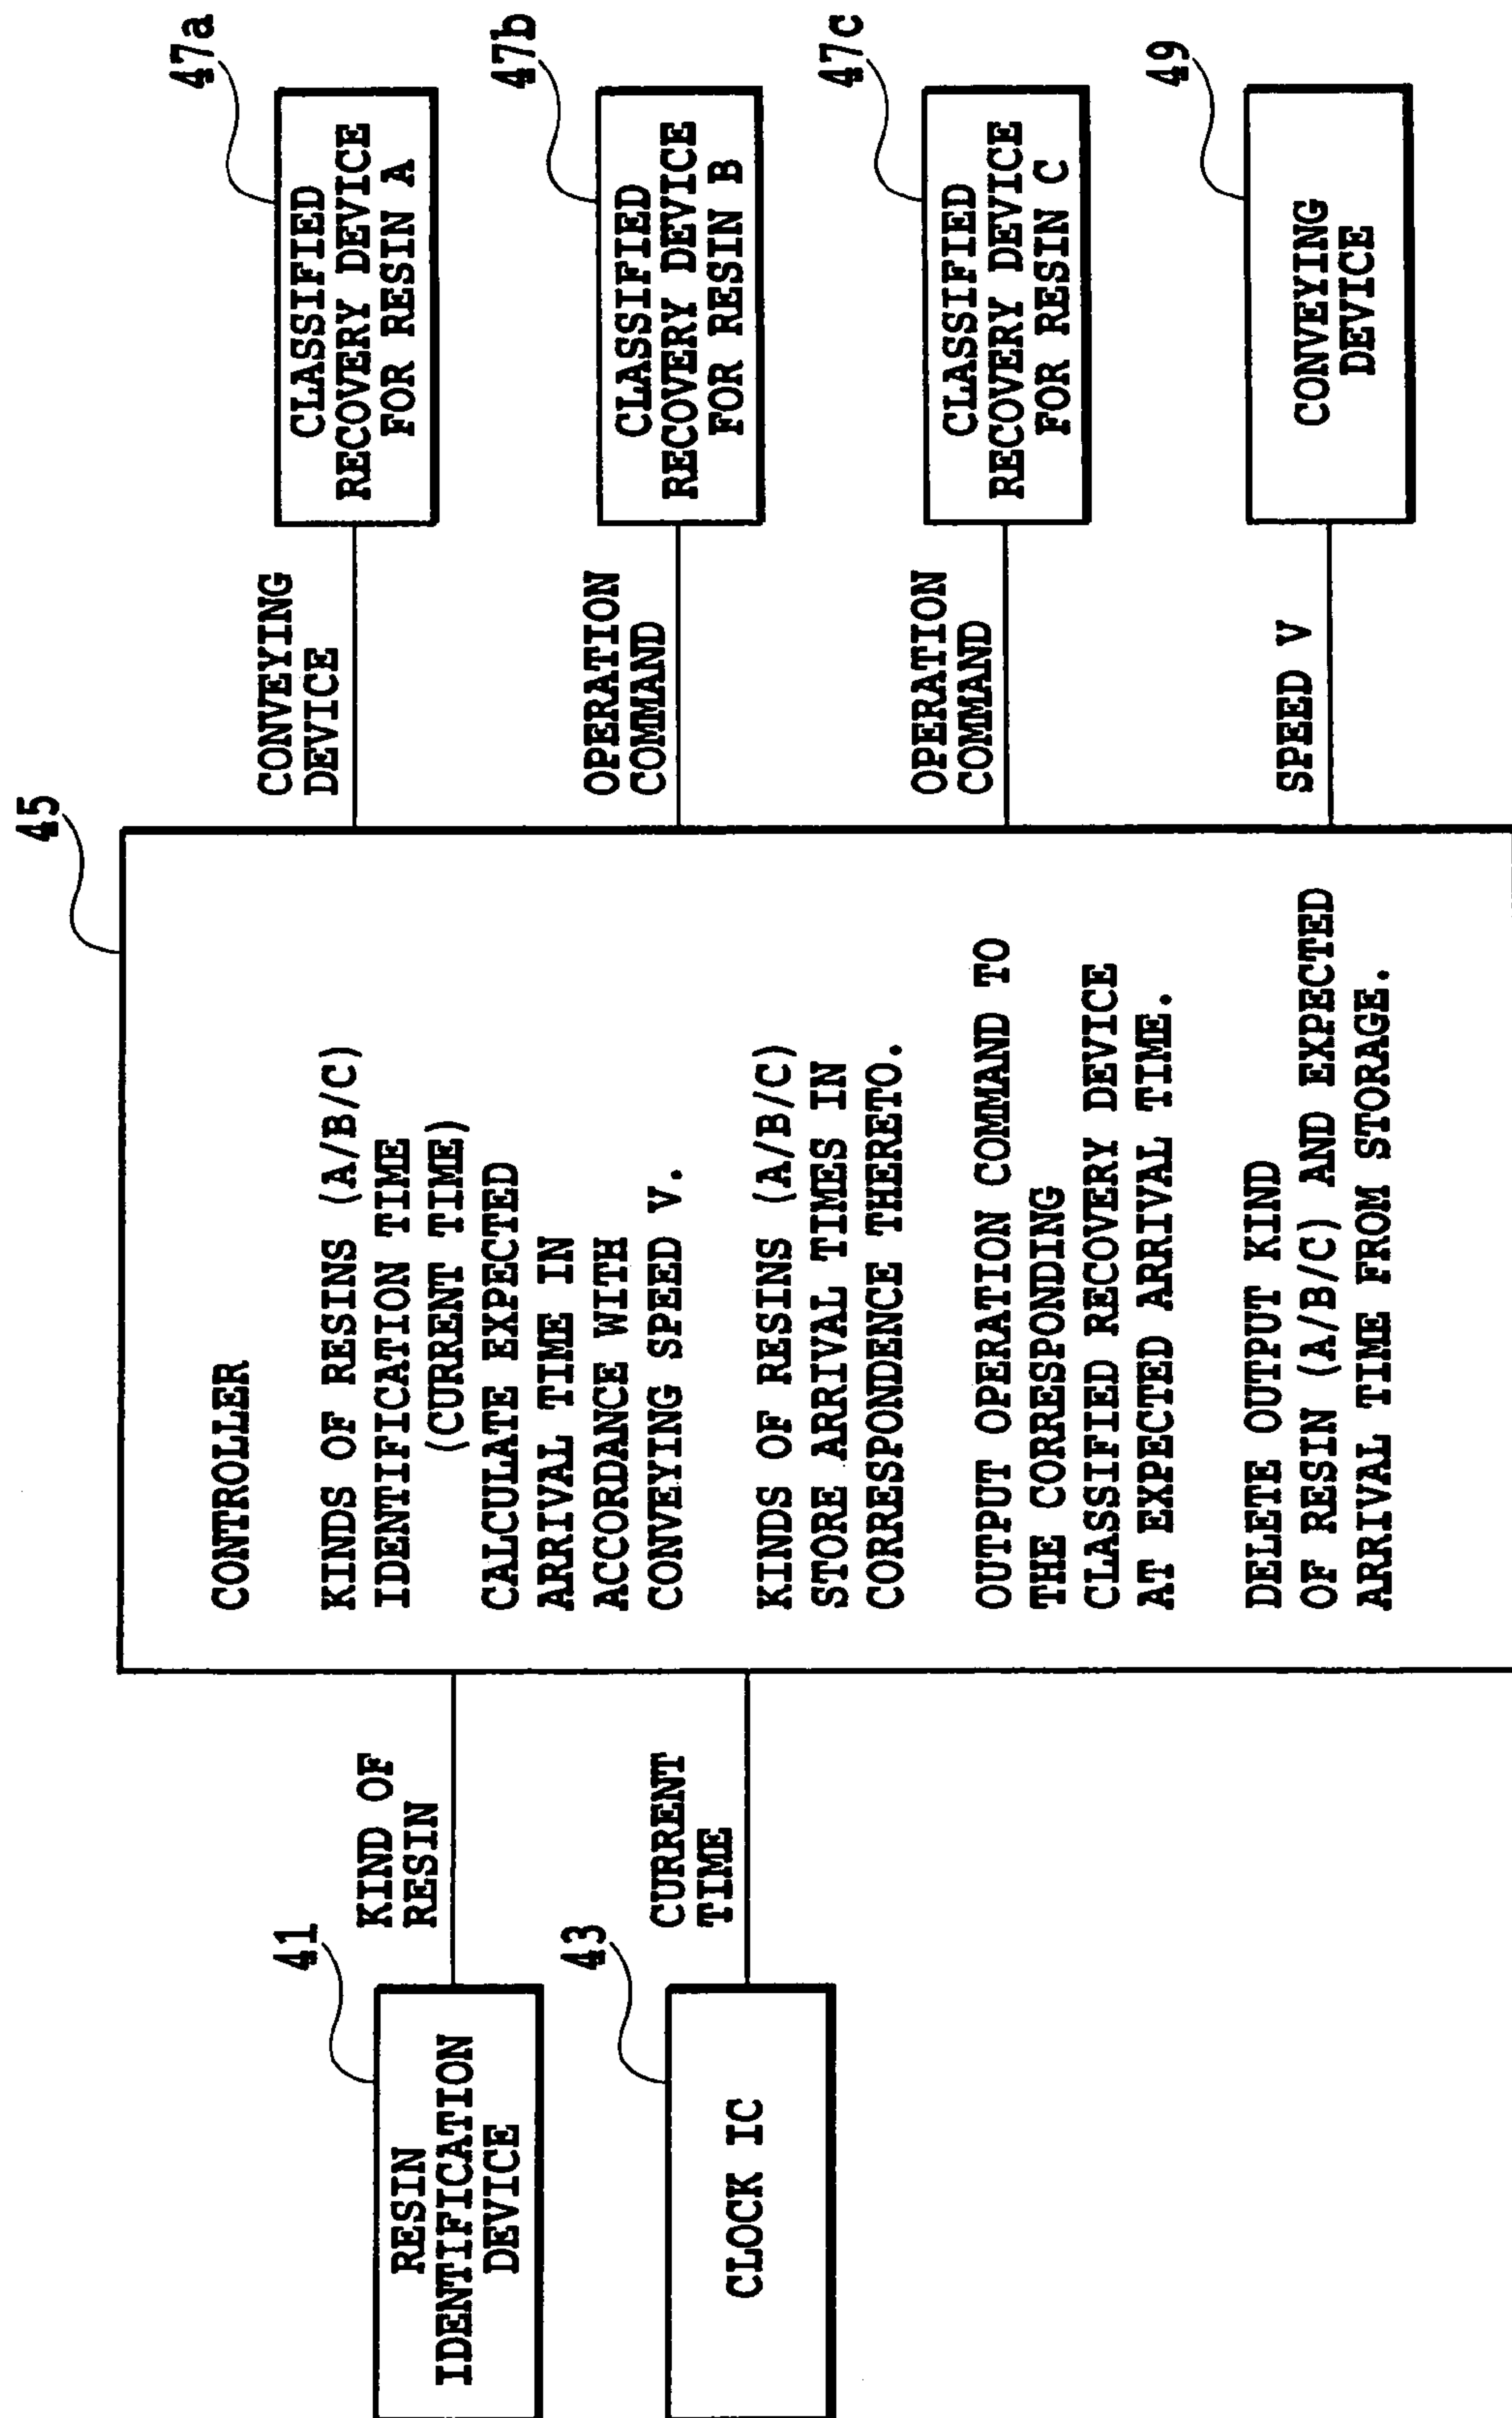 41
RESIN
IDENTIFICATION
DEVICE
KIND OF
RESIN
43
CLOCK IC
CURRENT
TIME
45
CONTROLLER
KINDS OF RESINS (A/B/C)
IDENTIFICATION TIME
(CURRENT TIME)
CALCULATE EXPECTED
ARRIVAL TIME IN
ACCORDANCE WITH
CONVEYING SPEED V.
KINDS OF RESINS (A/B/C)
STORE ARRIVAL TIMES IN
CORRESPONDENCE THERETO.
OUTPUT OPERATION COMMAND TO
THE CORRESPONDING
CLASSIFIED RECOVERY DEVICE
AT EXPECTED ARRIVAL TIME.
DELETE OUTPUT KIND
OF RESIN (A/B/C) AND EXPECTED
ARRIVAL TIME FROM STORAGE.
CONVEYING
DEVICE
47a
CLASSIFIED
RECOVERY DEVICE
FOR RESIN A
OPERATION
COMMAND
47b
CLASSIFIED
RECOVERY DEVICE
FOR RESIN B
OPERATION
COMMAND
47c
CLASSIFIED
RECOVERY DEVICE
FOR RESIN C
SPEED V
49
CONVEYING
DEVICE